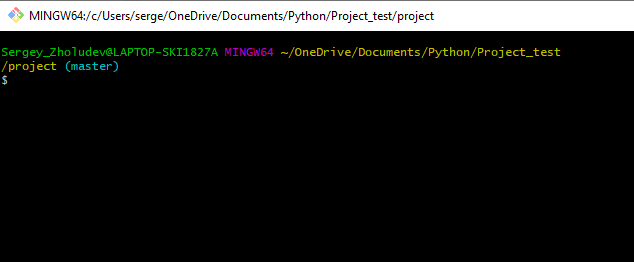 MINGW64:/c/Users/serge/OneDrive/Documents/Python/Project_test/project
Sergey_Zholudev@LAPTOP-SKI1827A MINGW64 ~/OneDrive/Documents/Python/Project_test
/project (master)
$